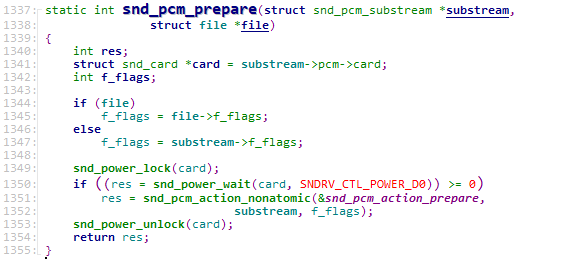 1337: static int snd_pcm_prepare(struct snd_pcm_substream *substream,
1338:                struct file *file)
1339: {
1340:     int res;
1341:     struct snd_card *card = substream->pcm->card;
1342:     int f_flags;
1343:
1344:     if (file)
1345:         f_flags = file->f_flags;
1346:     else
1347:         f_flags = substream->f_flags;
1348:
1349:     snd_power_lock(card);
1350:     if ((res = snd_power_wait(card, SNDRV_CTL_POWER_D0)) >= 0)
1351:         res = snd_pcm_action_nonatomic(&snd_pcm_action_prepare,
1352:                            substream, f_flags);
1353:     snd_power_unlock(card);
1354:     return res;
1355: }